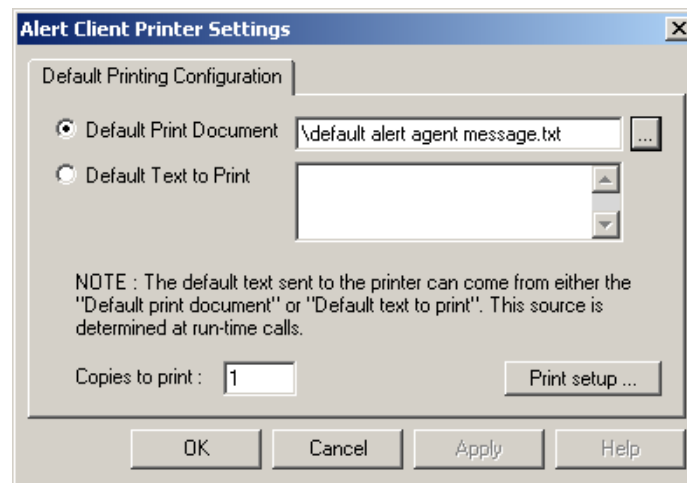 Alert Client Printer Settings
Default Printing Configuration
Default Print Document
\default alert agent message.txt
...
Default Text to Print
NOTE : The default text sent to the printer can come from either the
"Default print document" or "Default text to print". This source is
determined at run-time calls.
Copies to print :
1
Print setup ...
OK
Cancel
Apply
Help